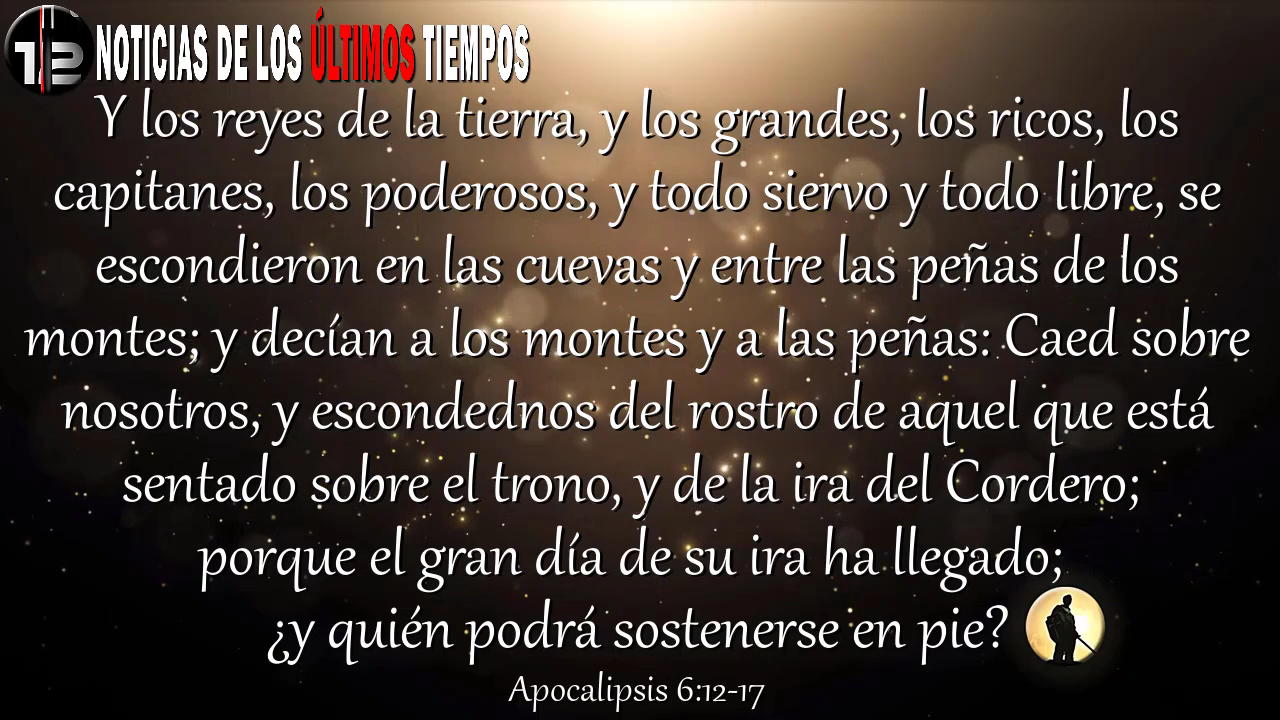 12 NOTICIAS DE LOS ÚLTIMOS TIEMPOS
Y los reyes de la tierra, y los grandes, los ricos, los
capitanes, los poderosos, y todo siervo y todo libre, se
escondieron en las cuevas y entre las peñas de los
montes; y decían a los montes y a las peñas: Caed sobre
nosotros, y escondednos del rostro de aquel que está
sentado sobre el trono, y de la ira del Cordero;
porque el gran día de su ira ha llegado;
¿y quién podrá sostenerse en pie?
Apocalipsis 6:12-17